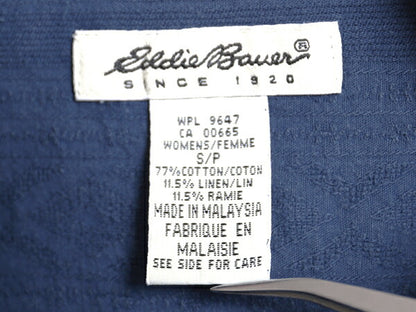 Eddie Bauer®
SINCE 1920
WPL 9647
CA 00665
WOMENS/FEMME
S/P
77%COTTON/COTON
11.5% LINEN/LIN
11.5% RAMIE
MADE IN MALAYSIA
FABRIQUE EN
MALAISIE
SEE SIDE FOR CARE